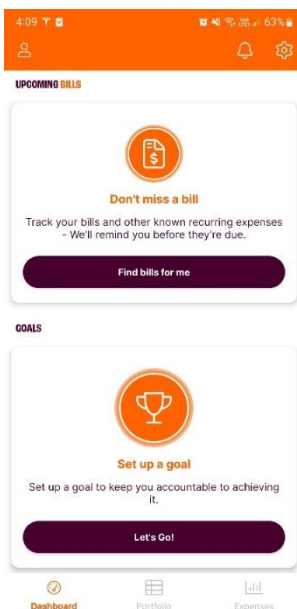 4:09 63%
UPCOMING BILLS
$
Don't miss a bill
Track your bills and other known recurring expenses
- We'll remind you before they're due.
Find bills for me
GOALS
Set up a goal
Set up a goal to keep you accountable to achieving
it.
Let's Go!
Dashboard Portfolio Expenses